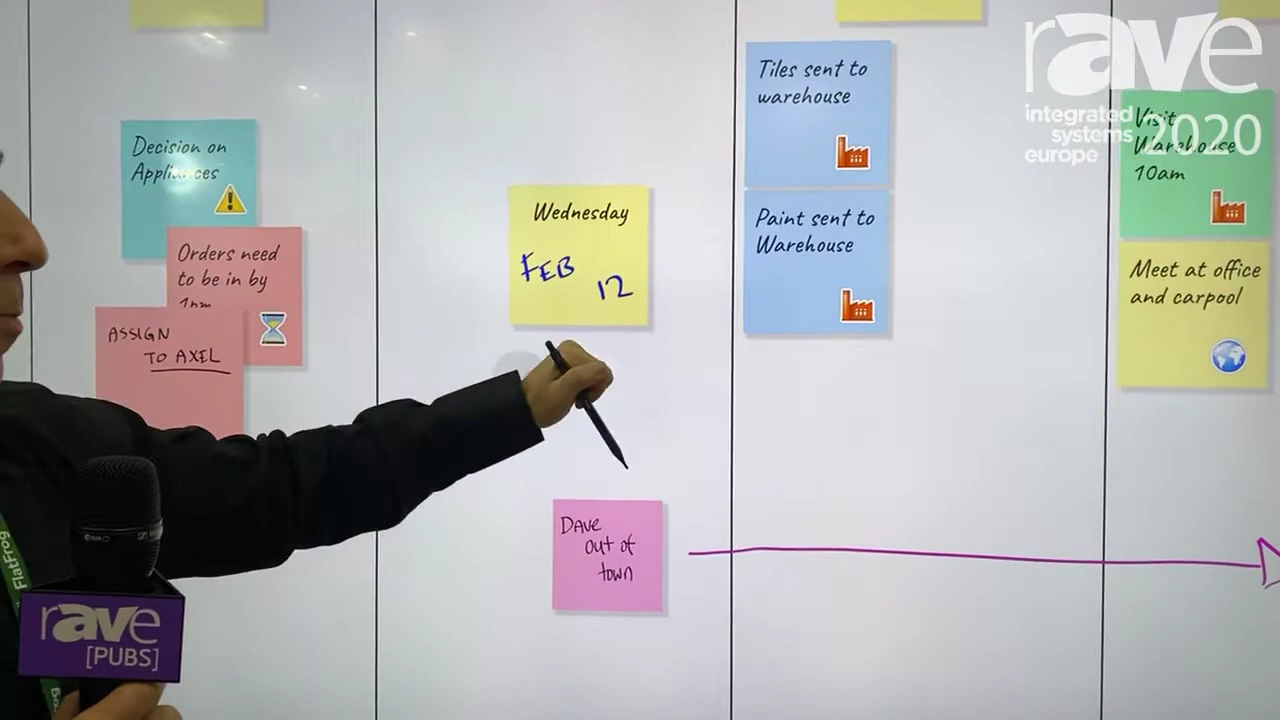 Decision on
Appliances
Orders need
to be in by
1pm
ASSIGN
TO AXEL
Wednesday
FEB
12
Dave
out of
town
Tiles sent to
warehouse
Paint sent to
Warehouse
Visit
Warehouse
10am
Meet at office
and carpool
rave
integrated
systems
europe
2020
FlatFrog
rave
[PUBS]